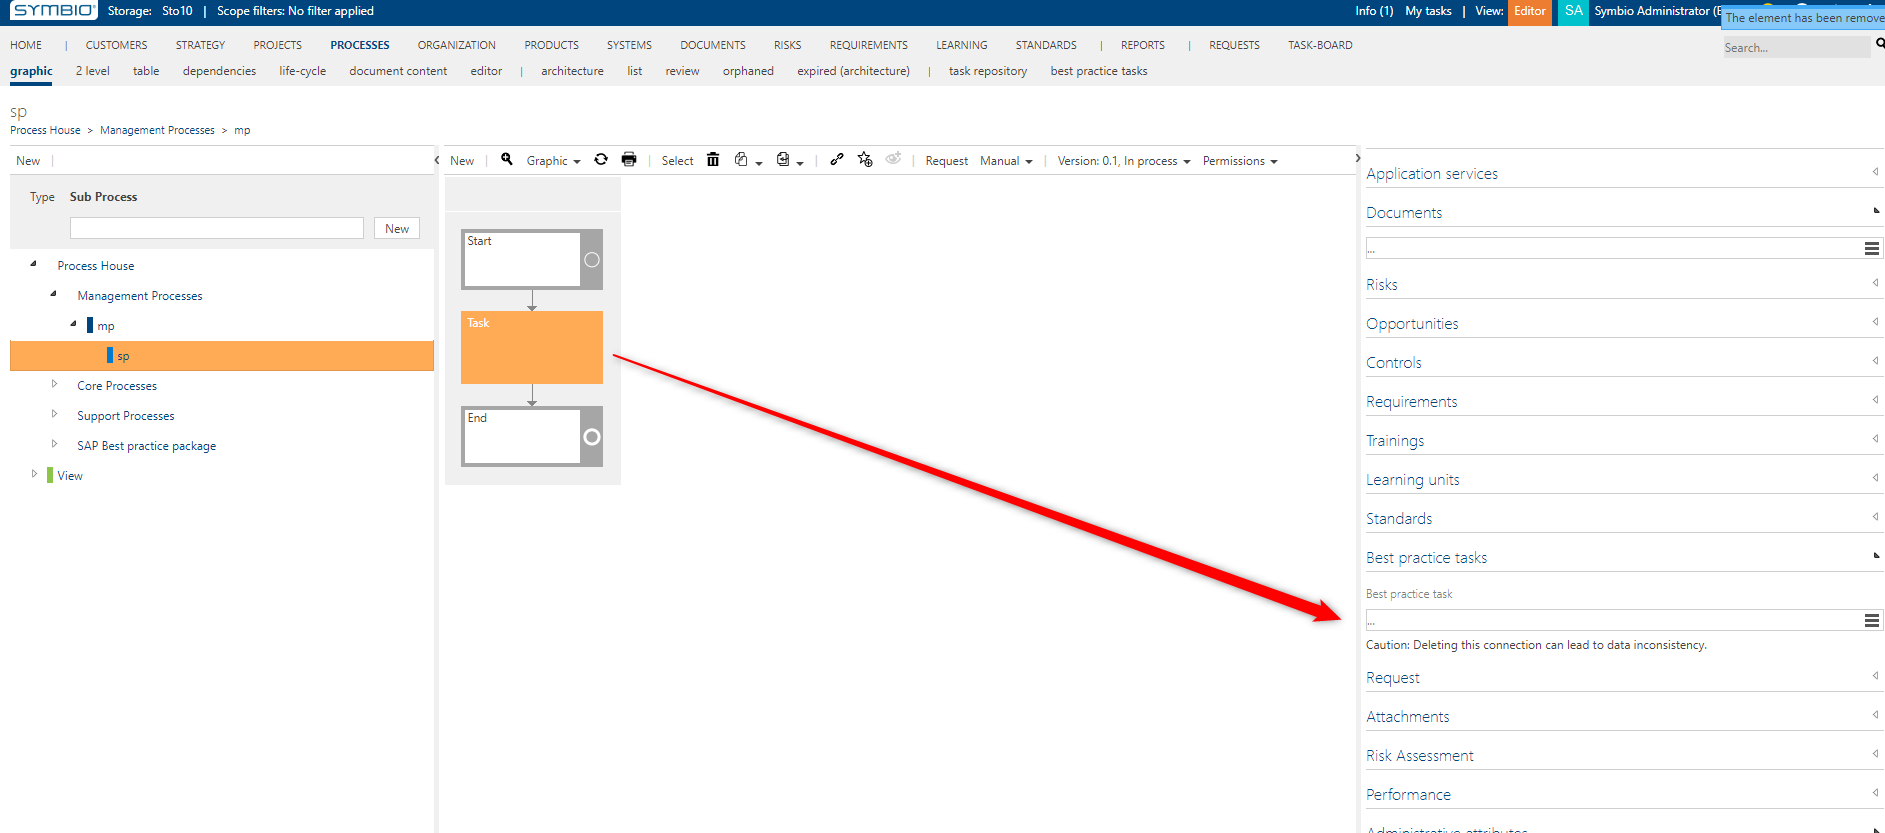 SYMBIO Storage: Sto10 | Scope filters: No filter applied Info (1) My tasks | View: Editor SA Symbio Administrator (E
The element has been remove
HOME | CUSTOMERS STRATEGY PROJECTS PROCESSES ORGANIZATION PRODUCTS SYSTEMS DOCUMENTS RISKS REQUIREMENTS LEARNING STANDARDS | REPORTS | REQUESTS TASK-BOARD
Search...
graphic 2 level table dependencies life-cycle document content editor | architecture list review orphaned expired (architecture) | task repository best practice tasks
sp
Process House > Management Processes > mp
New |
Type Sub Process
New
Process House
Management Processes
mp
sp
Core Processes
Support Processes
SAP Best practice package
View
New | Graphic | Select | Request Manual | Version: 0.1, In process Permissions
Start
Task
End
Application services
Documents
...
Risks
Opportunities
Controls
Requirements
Trainings
Learning units
Standards
Best practice tasks
Best practice task
...
Caution: Deleting this connection can lead to data inconsistency.
Request
Attachments
Risk Assessment
Performance
Administrative attributes